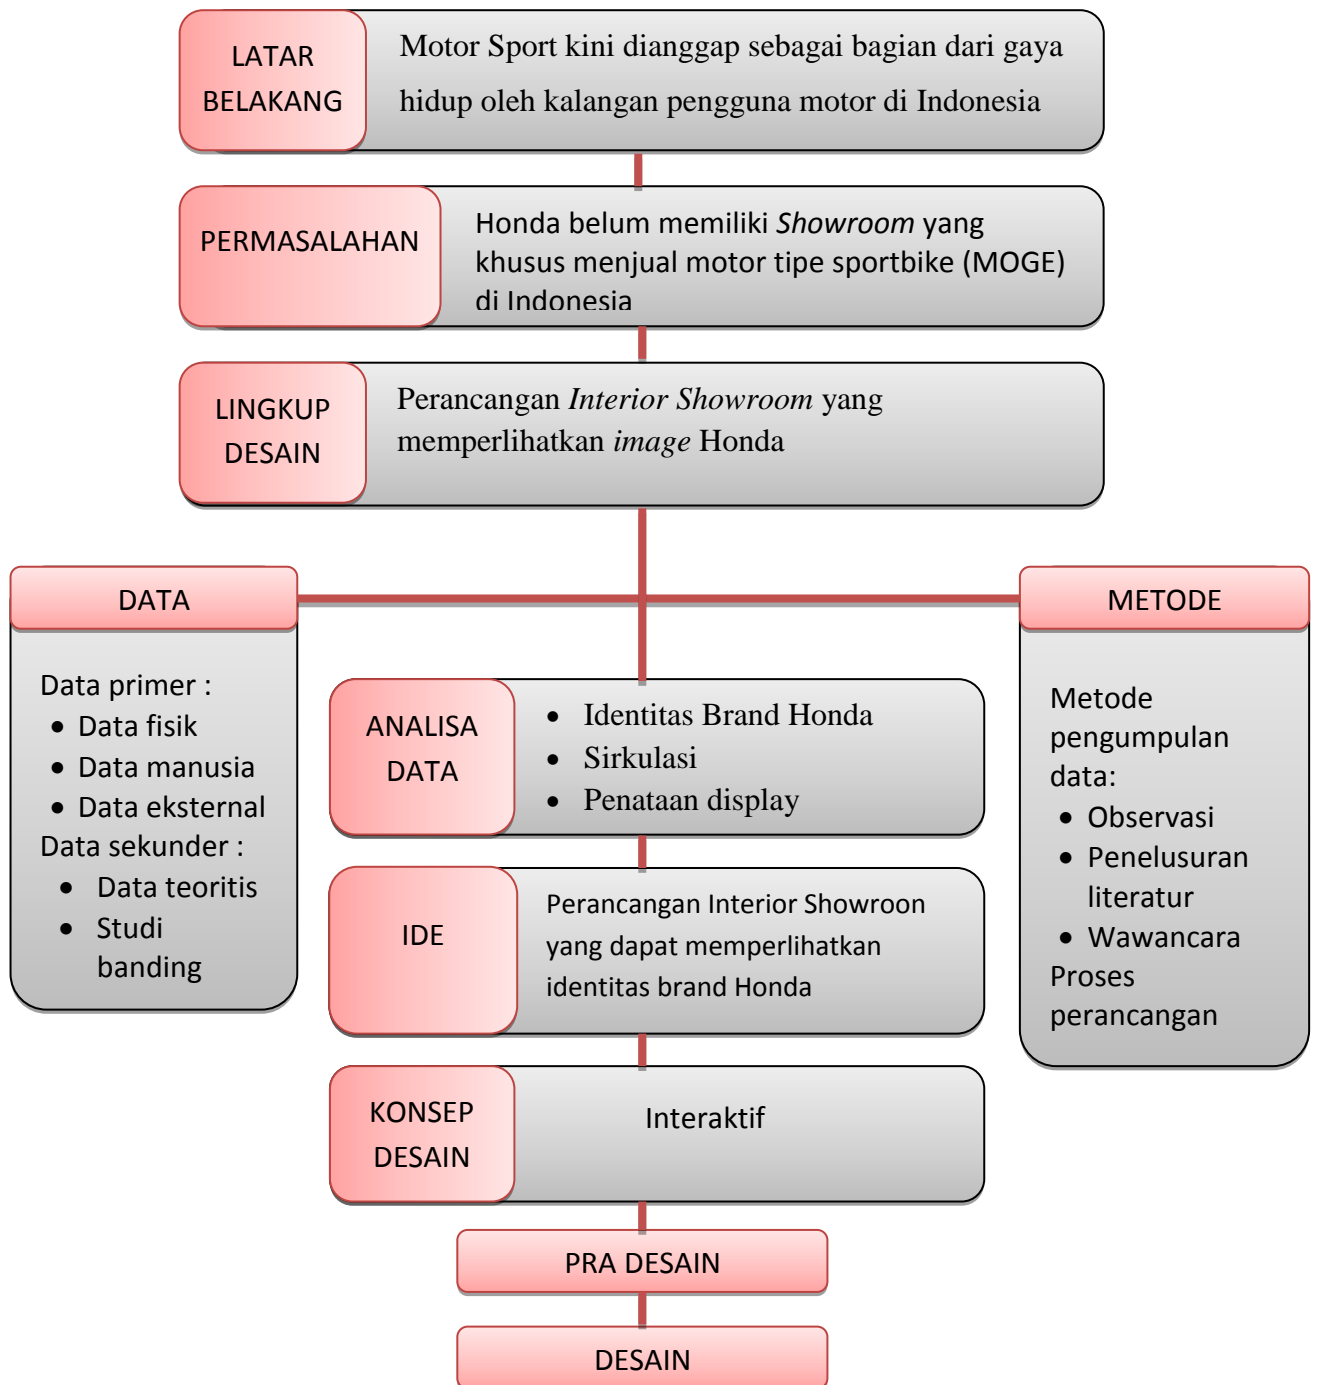 LATAR
BELAKANG
Motor Sport kini dianggap sebagai bagian dari gaya
hidup oleh kalangan pengguna motor di Indonesia
PERMASALAHAN
Honda belum memiliki Showroom yang
khusus menjual motor tipe sportbike (MOGE)
di Indonesia
LINGKUP
DESAIN
Perancangan Interior Showroom yang
memperlihatkan image Honda
DATA
Data primer :
• Data fisik
• Data manusia
• Data eksternal
Data sekunder :
• Data teoritis
• Studi
banding
METODE
Metode
pengumpulan
data:
• Observasi
• Penelusuran
literatur
• Wawancara
Proses
perancangan
ANALISA
DATA
• Identitas Brand Honda
• Sirkulasi
• Penataan display
IDE
Perancangan Interior Showroon
yang dapat memperlihatkan
identitas brand Honda
KONSEP
DESAIN
Interaktif
PRA DESAIN
DESAIN